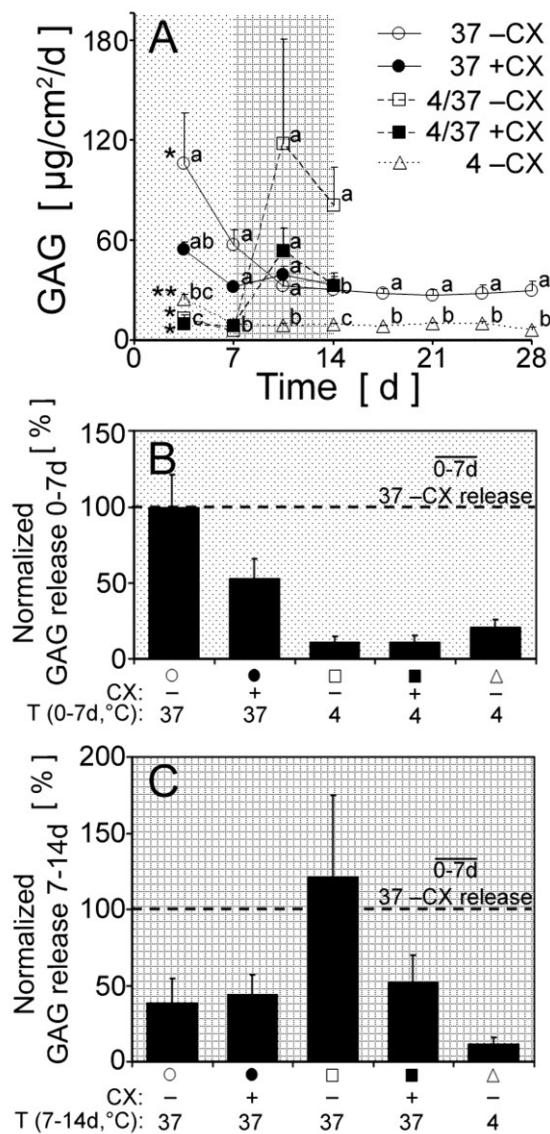 A
GAG [ µg/cm²/d ]
180
120
60
0
0 7 14 21 28
Time [ d ]
37 –CX
37 +CX
4/37 –CX
4/37 +CX
4 –CX
* a
ab
** bc
* c
*
a
a
b
a
a
a
a
b
a
a
b
c
a
b
a
b
a
b
a
b
B
Normalized
GAG release 0-7d [ % ]
150
100
50
0
0-7d
37 –CX release
CX: – + – + –
T (0-7d,°C): 37 37 4 4 4
C
Normalized
GAG release 7-14d [ % ]
200
150
100
50
0
0-7d
37 –CX release
CX: – + – + –
T (7-14d,°C): 37 37 37 37 4